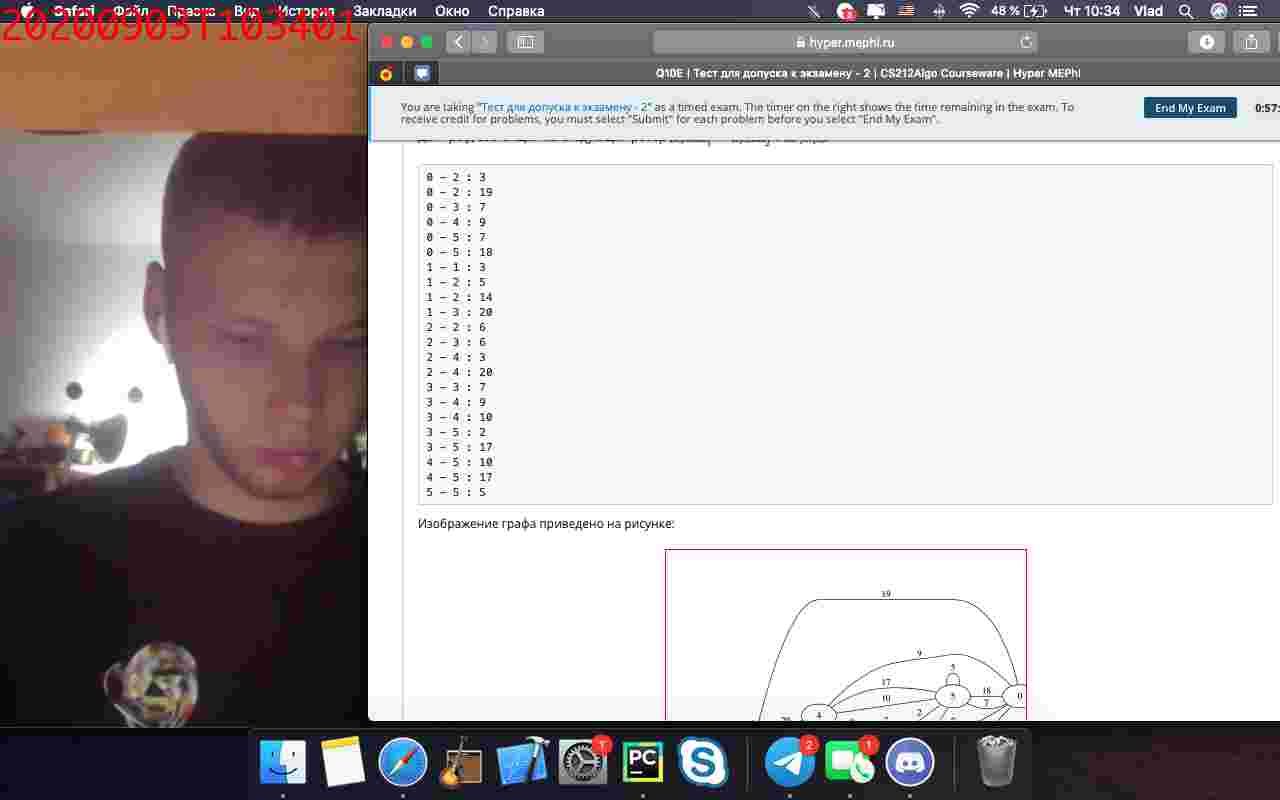 Safari Файл Правка Вид История Закладки Окно Справка 48 % Чт 10:34 Vlad
20200903T103401
hyper.mephi.ru
Q10E | Тест для допуска к экзамену - 2 | CS212Algo Courseware | Hyper MEPhI
You are taking "Тест для допуска к экзамену - 2" as a timed exam. The timer on the right shows the time remaining in the exam. To
receive credit for problems, you must select "Submit" for each problem before you select "End My Exam".
End My Exam
0:57:
0 – 2 : 3
0 – 2 : 19
0 – 3 : 7
0 – 4 : 9
0 – 5 : 7
0 – 5 : 18
1 – 1 : 3
1 – 2 : 5
1 – 2 : 14
1 – 3 : 20
2 – 2 : 6
2 – 3 : 6
2 – 4 : 3
2 – 4 : 20
3 – 3 : 7
3 – 4 : 9
3 – 4 : 10
3 – 5 : 2
3 – 5 : 17
4 – 5 : 10
4 – 5 : 17
5 – 5 : 5
Изображение графа приведено на рисунке:
19
9
5
17
18
10
5
0
7
4
2
PC
2
1